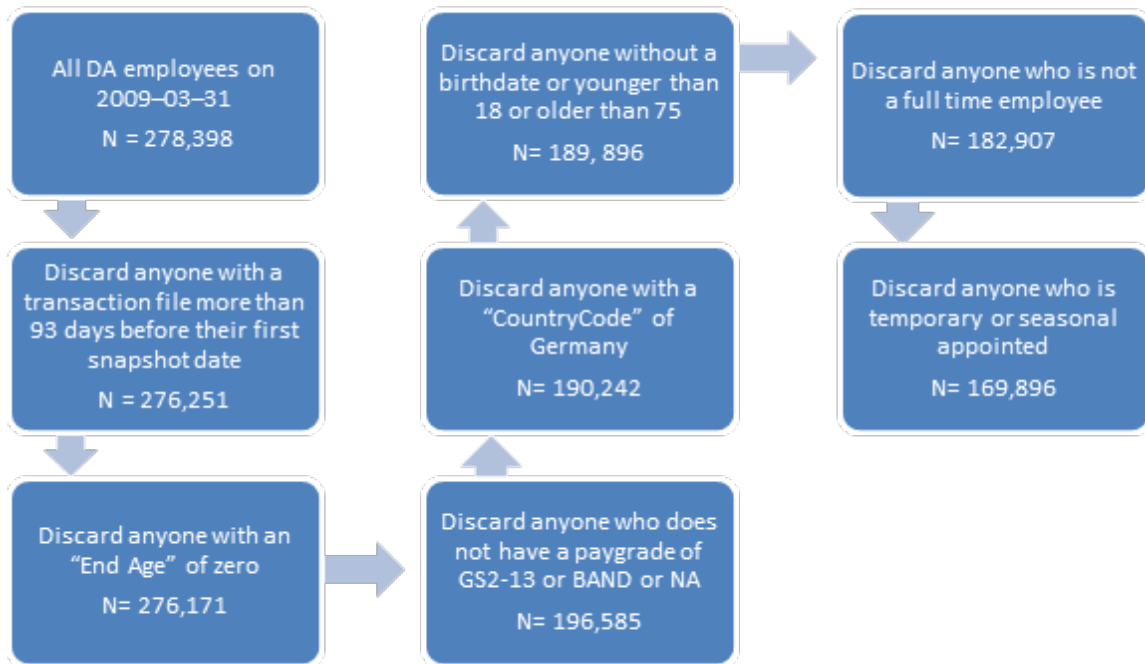 All DA employees on
2009–03–31
N = 278,398
Discard anyone with a
transaction file more than
93 days before their first
snapshot date
N = 276,251
Discard anyone with an
“End Age” of zero
N= 276,171
Discard anyone who does
not have a paygrade of
GS2-13 or BAND or NA
N= 196,585
Discard anyone with a
“CountryCode” of
Germany
N= 190,242
Discard anyone without a
birthdate or younger than
18 or older than 75
N= 189, 896
Discard anyone who is not
a full time employee
N= 182,907
Discard anyone who is
temporary or seasonal
appointed
N= 169,896